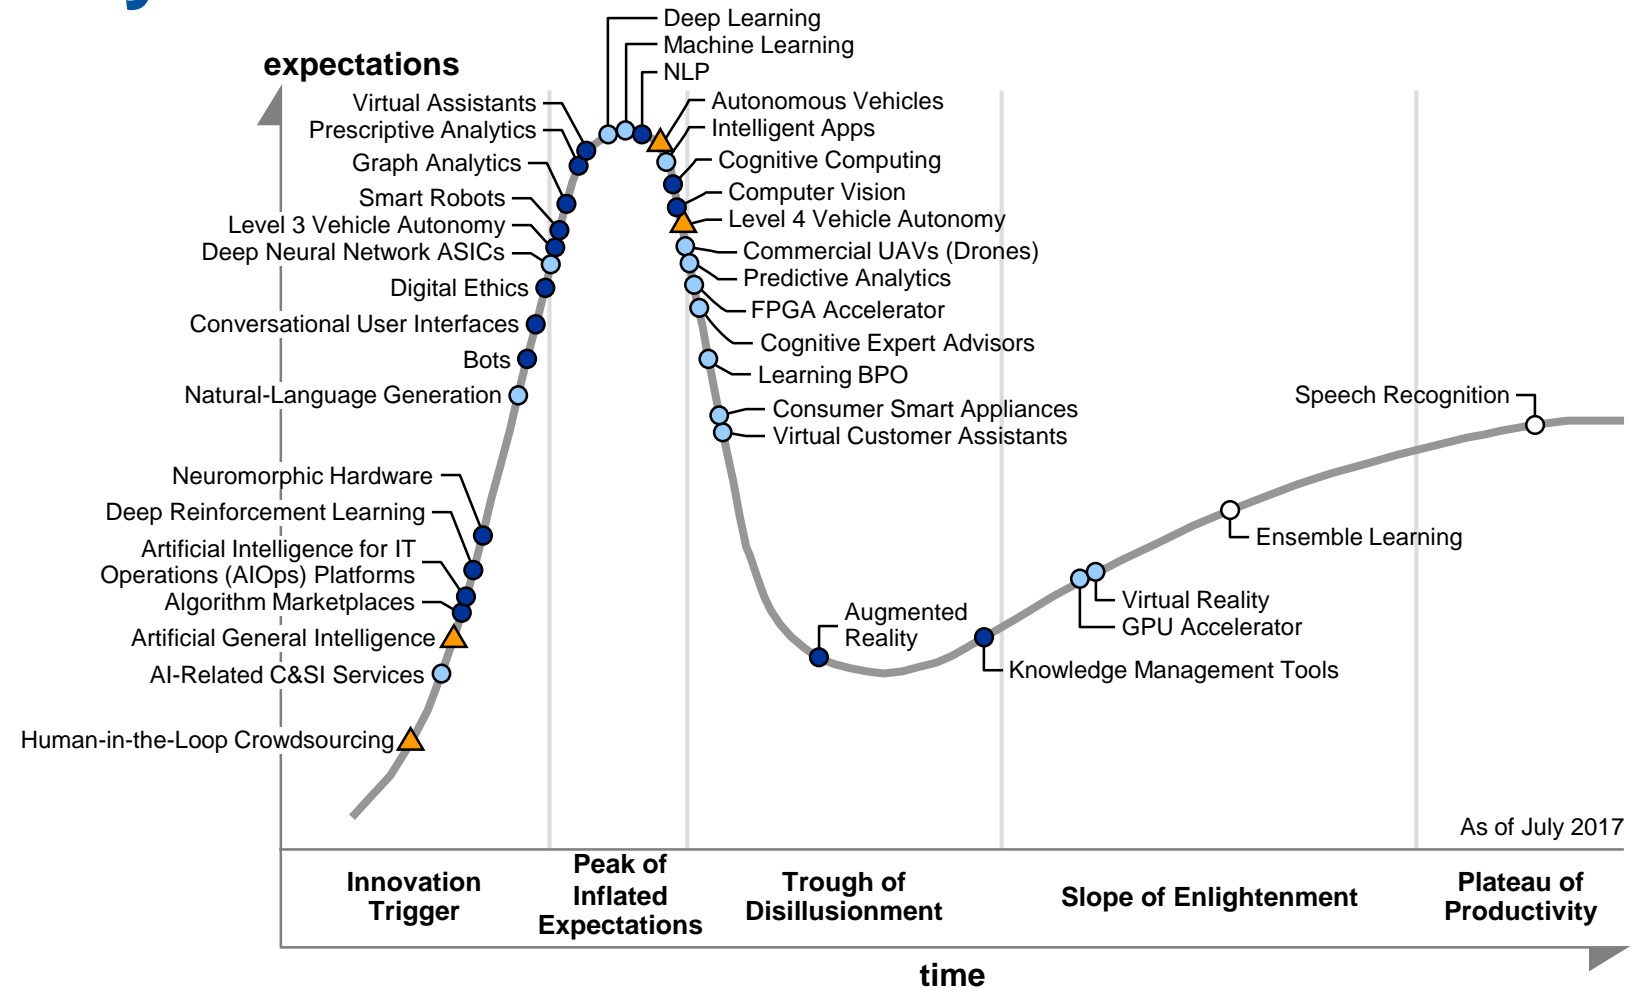 Deep Learning
Machine Learning
expectations
NLP
Virtual Assistants
Autonomous Vehicles
Prescriptive Analytics
Intelligent Apps
Graph Analytics
Cognitive Computing
Smart Robots
Computer Vision
Level 3 Vehicle Autonomy
Level 4 Vehicle Autonomy
Deep Neural Network ASICs
Commercial UAVs (Drones)
Predictive Analytics
Digital Ethics
FPGA Accelerator
Conversational User Interfaces
Cognitive Expert Advisors
Bots
Learning BPO
Natural-Language Generation
Speech Recognition
Consumer Smart Appliances
Virtual Customer Assistants
Neuromorphic Hardware
Deep Reinforcement Learning
Ensemble Learning
Artificial Intelligence for IT
Operations (AIOps) Platforms
Algorithm Marketplaces
Virtual Reality
Augmented
Reality
GPU Accelerator
Artificial General Intelligence
Knowledge Management Tools
AI-Related C&SI Services
Human-in-the-Loop Crowdsourcing
As of July 2017
Innovation
Trigger
Peak of
Inflated
Expectations
Trough of
Disillusionment
Slope of Enlightenment
Plateau of
Productivity
time